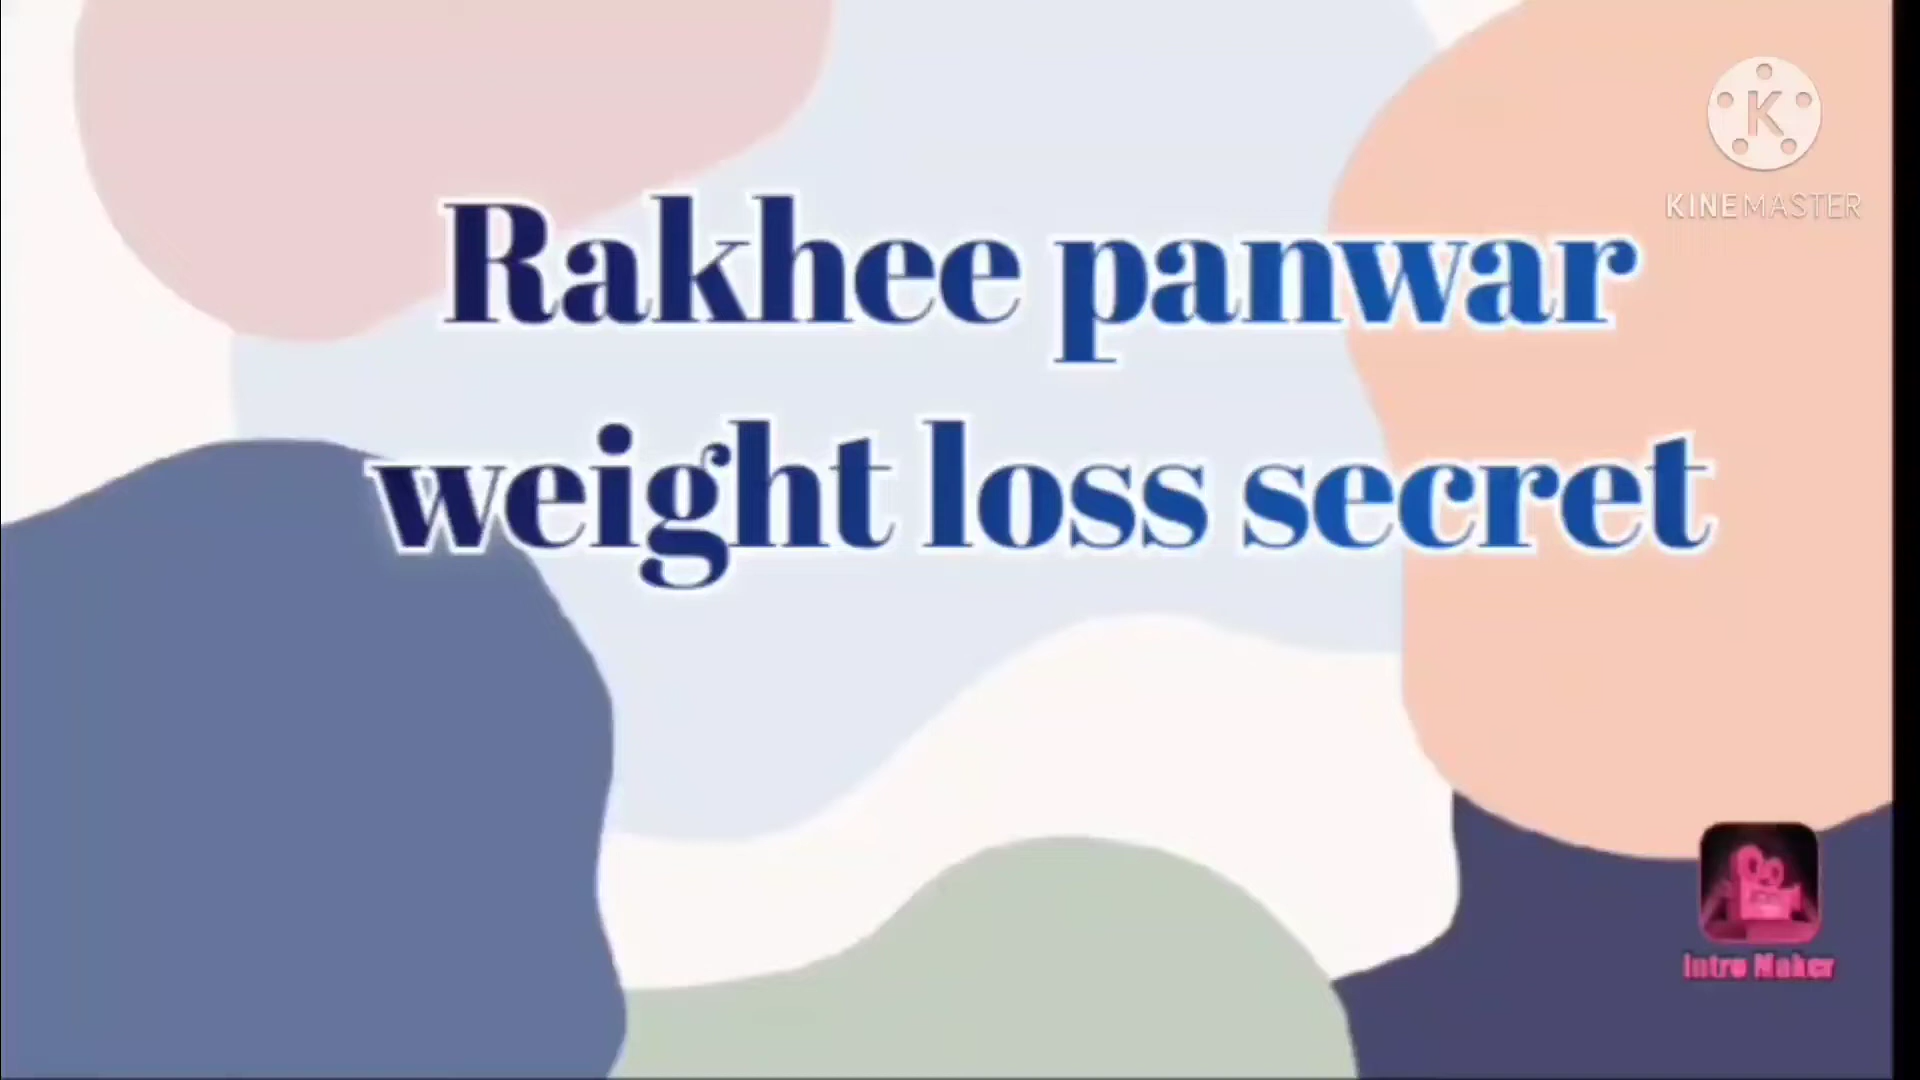 K
KINEMASTER
Rakhee panwar
weight loss secret
Intro Maker